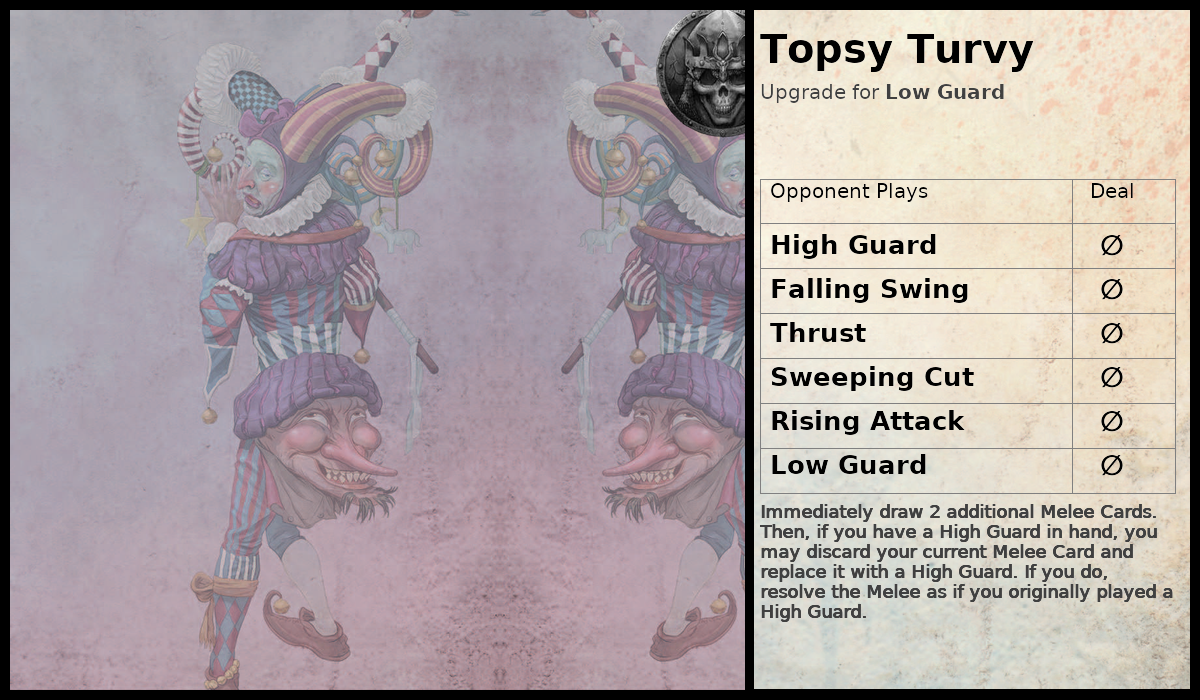 Topsy Turvy
Upgrade for Low Guard
Opponent Plays Deal
High Guard ∅
Falling Swing ∅
Thrust ∅
Sweeping Cut ∅
Rising Attack ∅
Low Guard ∅
Immediately draw 2 additional Melee Cards.
Then, if you have a High Guard in hand, you
may discard your current Melee Card and
replace it with a High Guard. If you do,
resolve the Melee as if you originally played a
High Guard.